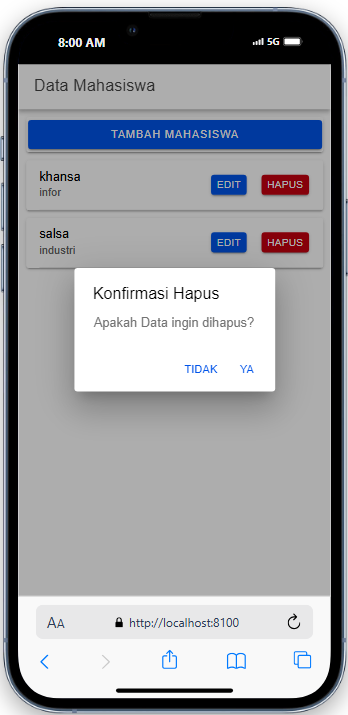 8:00 AM 5G
Data Mahasiswa
TAMBAH MAHASISWA
khansa
infor
EDIT HAPUS
salsa
industri
EDIT HAPUS
Konfirmasi Hapus
Apakah Data ingin dihapus?
TIDAK YA
AA http://localhost:8100